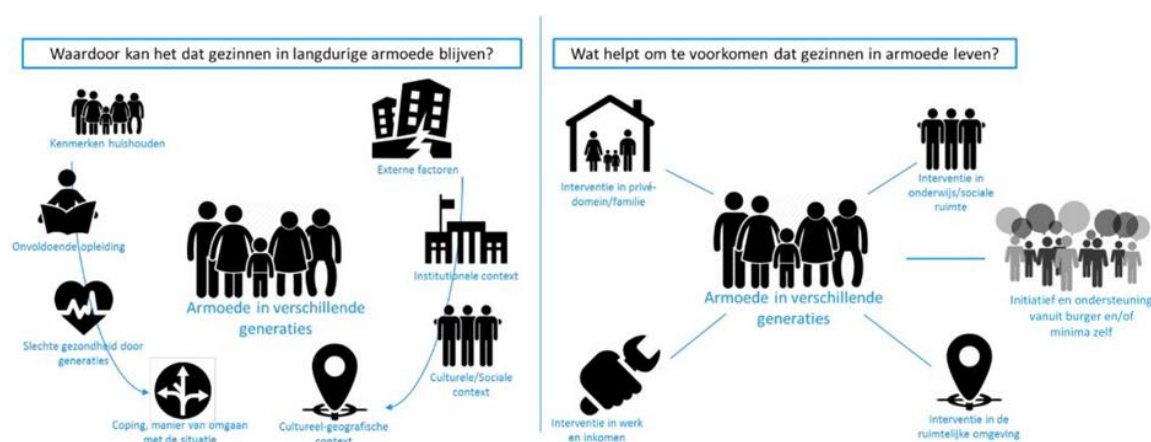 Waardoor kan het dat gezinnen in langdurige armoede blijven?
Kenmerken huishouden
Onvoldoende opleiding
Slechte gezondheid door
generaties
Coping, manier van omgaan
met de situatie
Armoede in verschillende
generaties
Externe factoren
Institutionele context
Culturele/Sociale
context
Cultureel-geografische
context
Wat helpt om te voorkomen dat gezinnen in armoede leven?
Interventie in privé-
domein/familie
Interventie in
onderwijs/sociale
ruimte
Armoede in verschillende
generaties
Initiatief en ondersteuning
vanuit burger en/of
minima zelf
Interventie in werk
en inkomen
Interventie in de
ruimtelijke omgeving